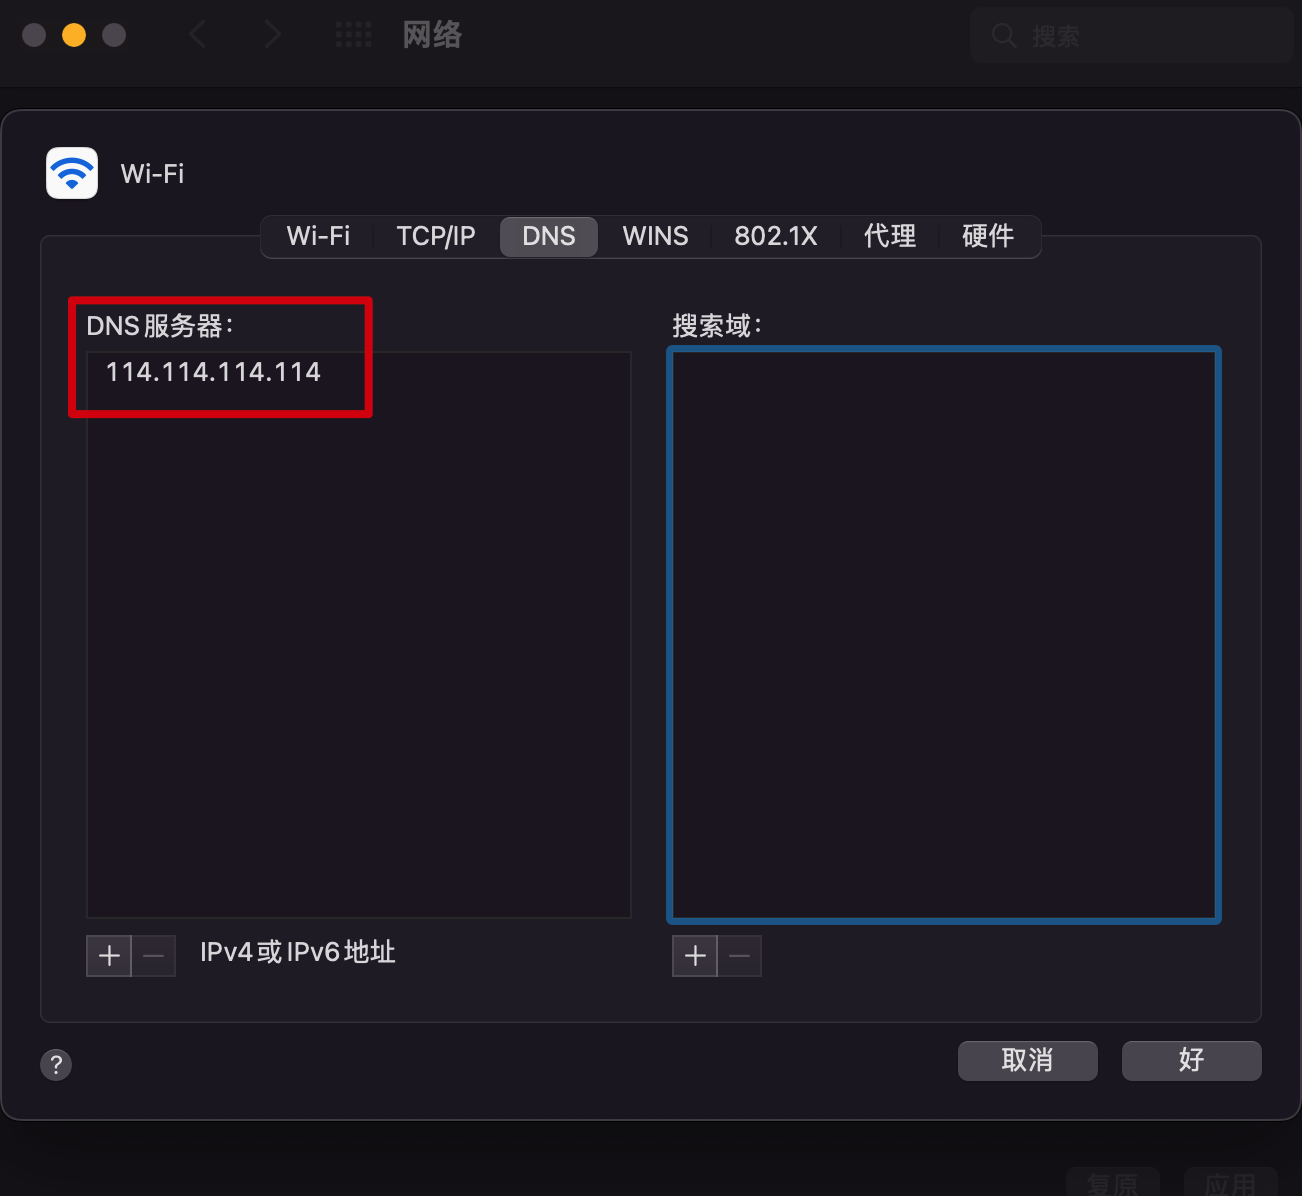 网络
搜索
Wi-Fi
Wi-Fi TCP/IP DNS WINS 802.1X 代理 硬件
DNS服务器：
114.114.114.114
搜索域：
IPv4或IPv6地址
?
取消
好
复原
应用